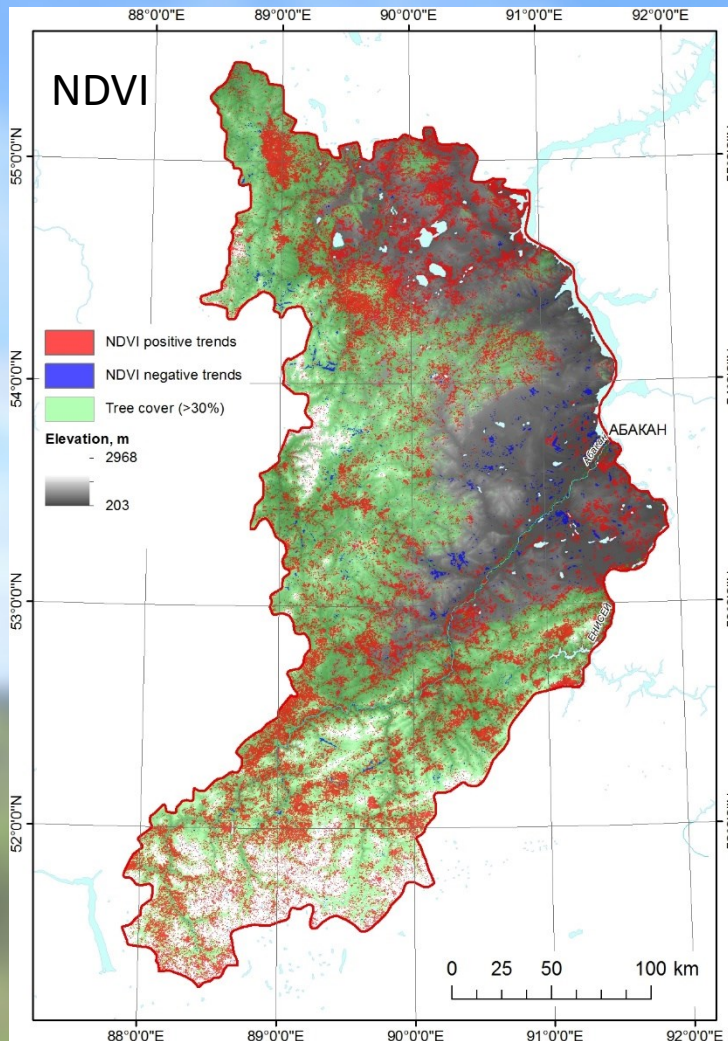 88°0'0"E 89°0'0"E 90°0'0"E 91°0'0"E 92°0'0"E
NDVI
55°0'0"N
NDVI positive trends
NDVI negative trends
Tree cover (>30%)
54°0'0"N
Elevation, m
2968
203
АБАКАН
Абакан
53°0'0"N
ЕНИСЕЙ
52°0'0"N
0 25 50 100 km
88°0'0"E 89°0'0"E 90°0'0"E 91°0'0"E 92°0'0"E